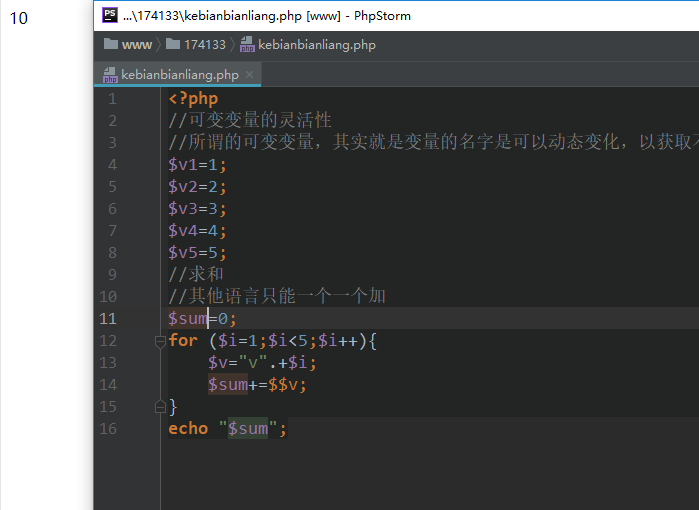 10
PS ...\174133\kebianbianliang.php [www] - PhpStorm
www 174133 php kebianbianliang.php
php kebianbianliang.php ×
1 <?php
2 //可变变量的灵活性
3 //所谓的可变变量，其实就是变量的名字是可以动态变化，以获取
4 $v1=1;
5 $v2=2;
6 $v3=3;
7 $v4=4;
8 $v5=5;
9 //求和
10 //其他语言只能一个一个加
11 $sum=0;
12 for ($i=1;$i<5;$i++){
13 $v="v".+$i;
14 $sum+=$$v;
15 }
16 echo "$sum";